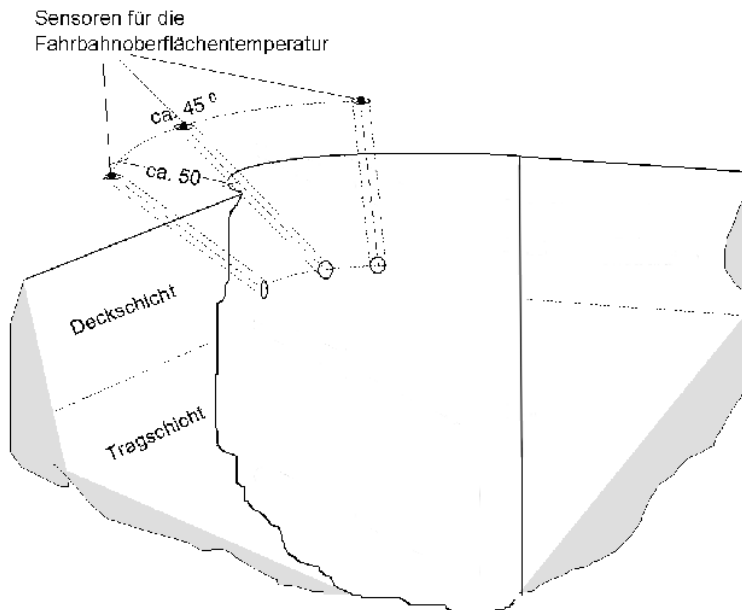 Sensoren für die
Fahrbahnoberflächentemperatur
ca. 45 º
ca. 50
Deckschicht
Tragschicht